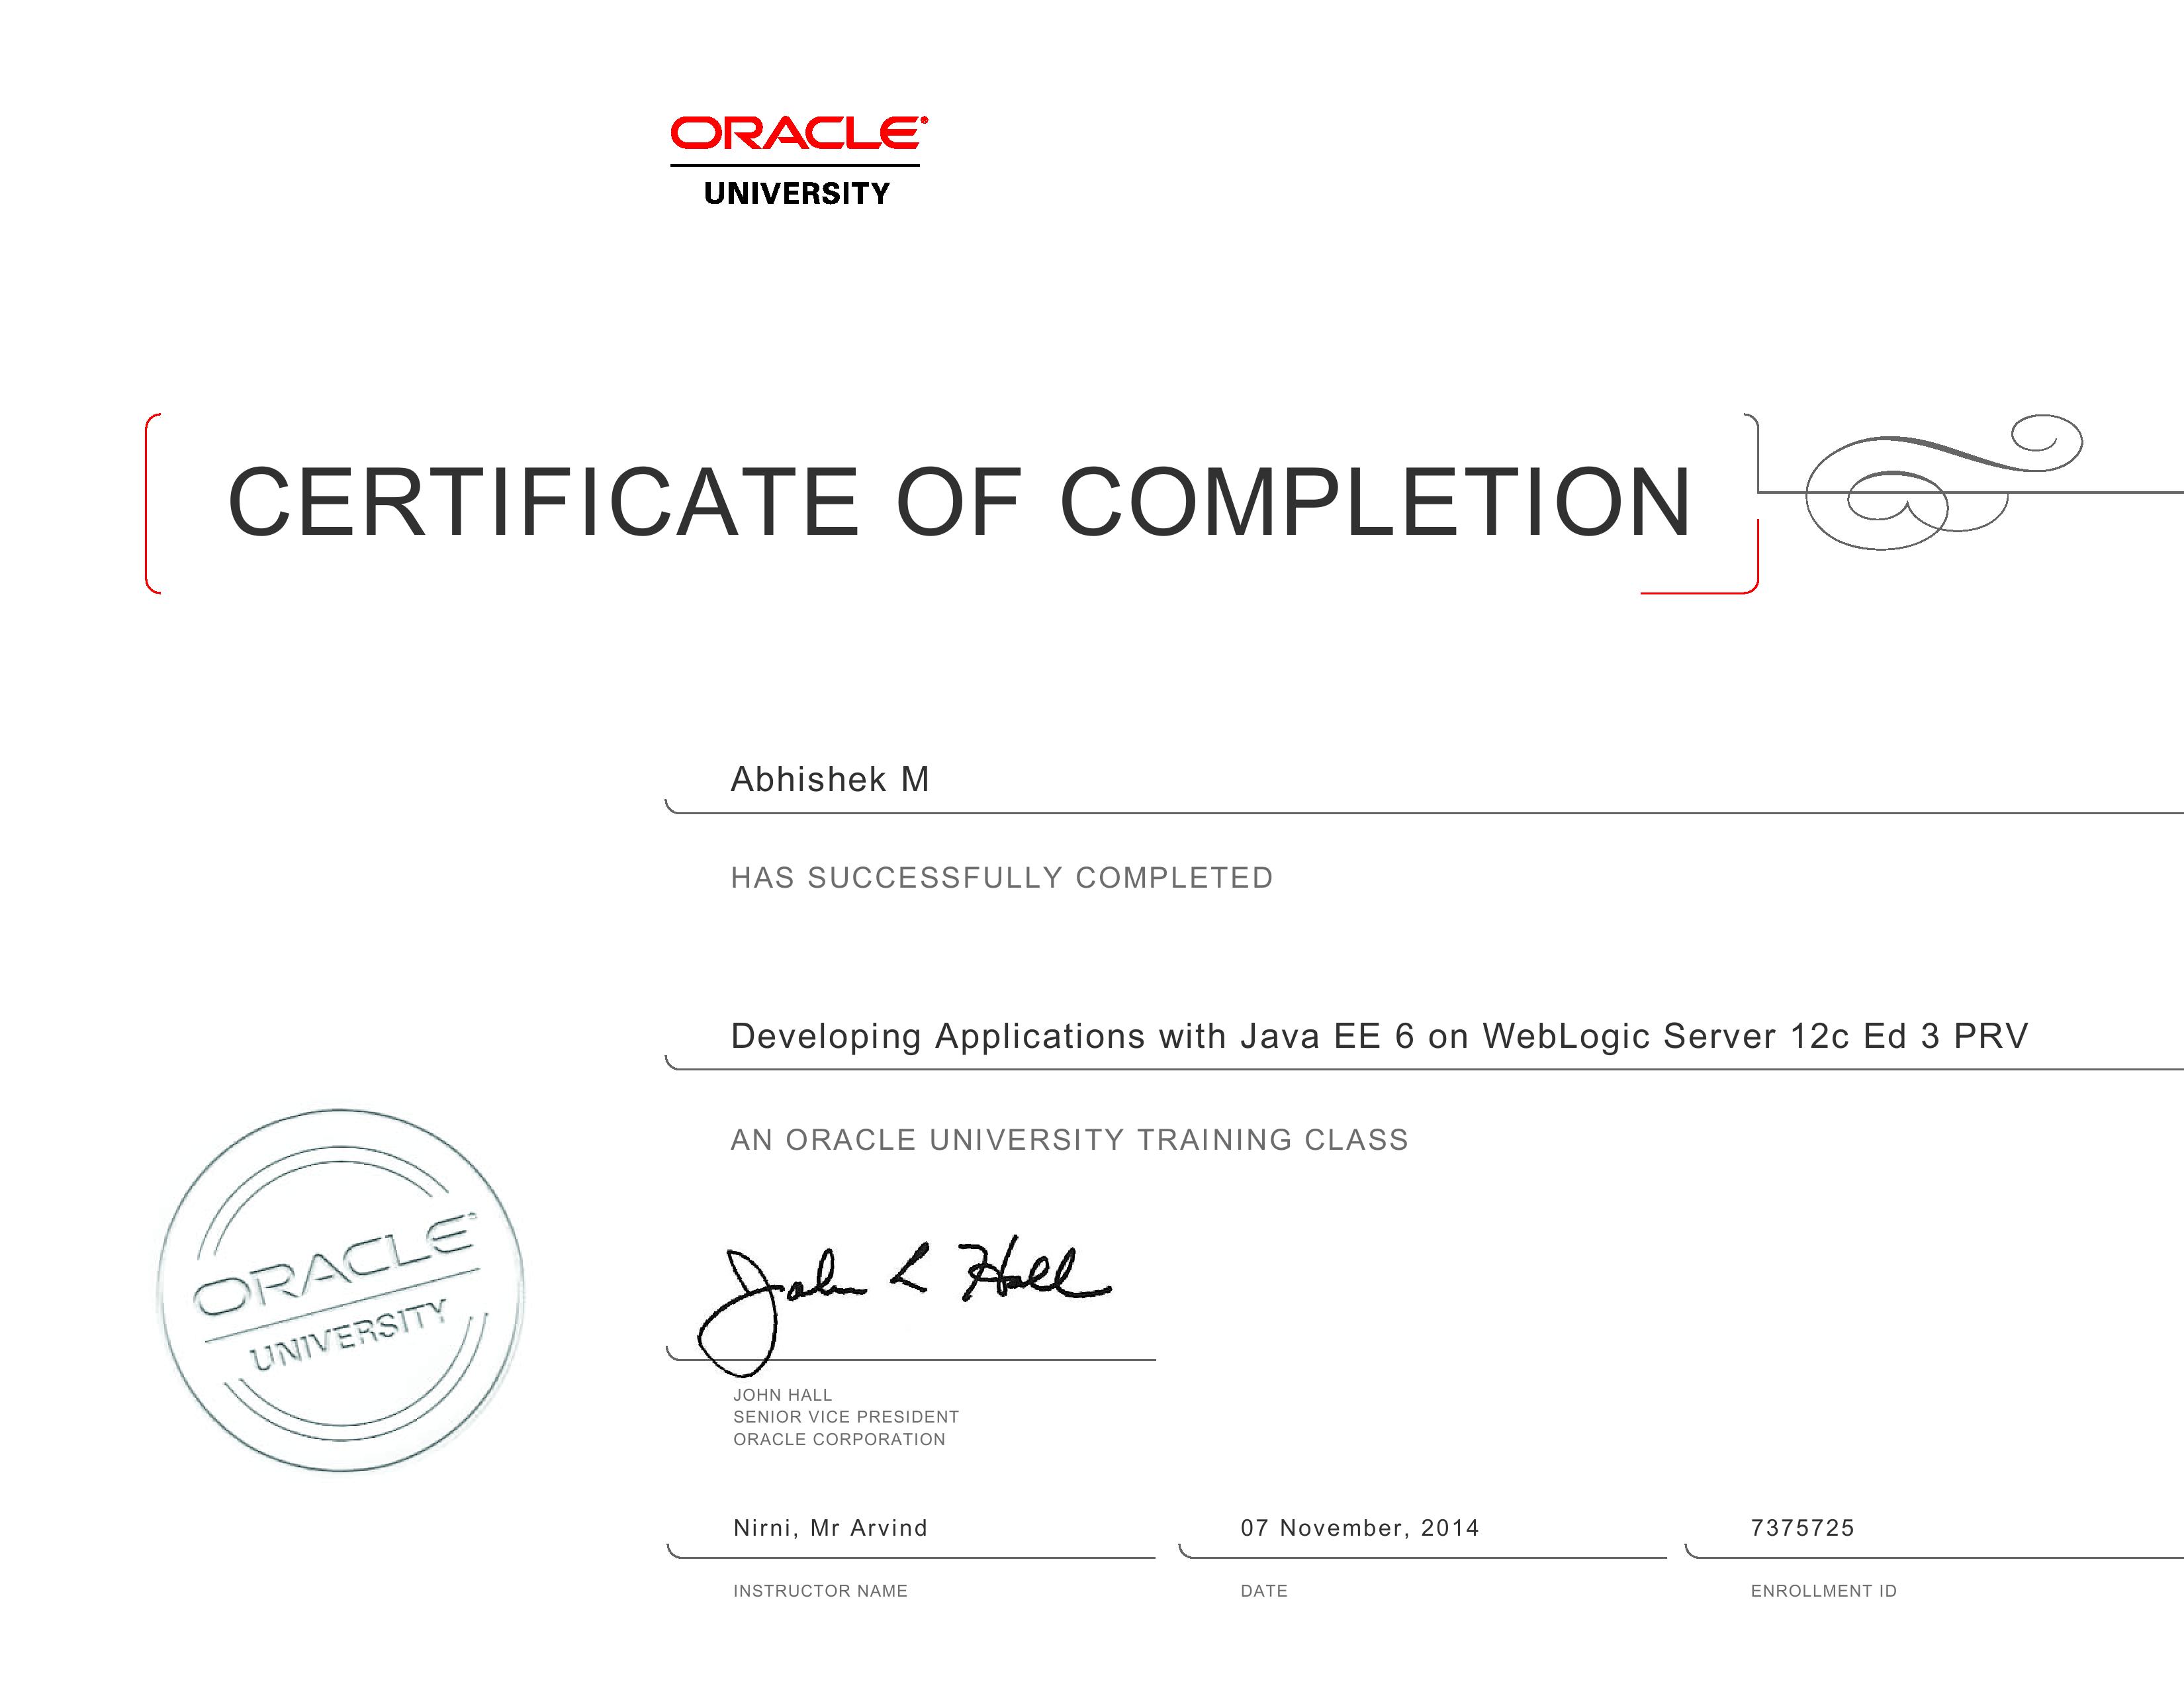 ORACLE
UNIVERSITY
CERTIFICATE OF COMPLETION
Abhishek M
HAS SUCCESSFULLY COMPLETED
Developing Applications with Java EE 6 on WebLogic Server 12c Ed 3 PRV
AN ORACLE UNIVERSITY TRAINING CLASS
ORACLE
UNIVERSITY
John L Hall
JOHN HALL
SENIOR VICE PRESIDENT
ORACLE CORPORATION
Nirni, Mr Arvind
07 November, 2014
7375725
INSTRUCTOR NAME
DATE
ENROLLMENT ID